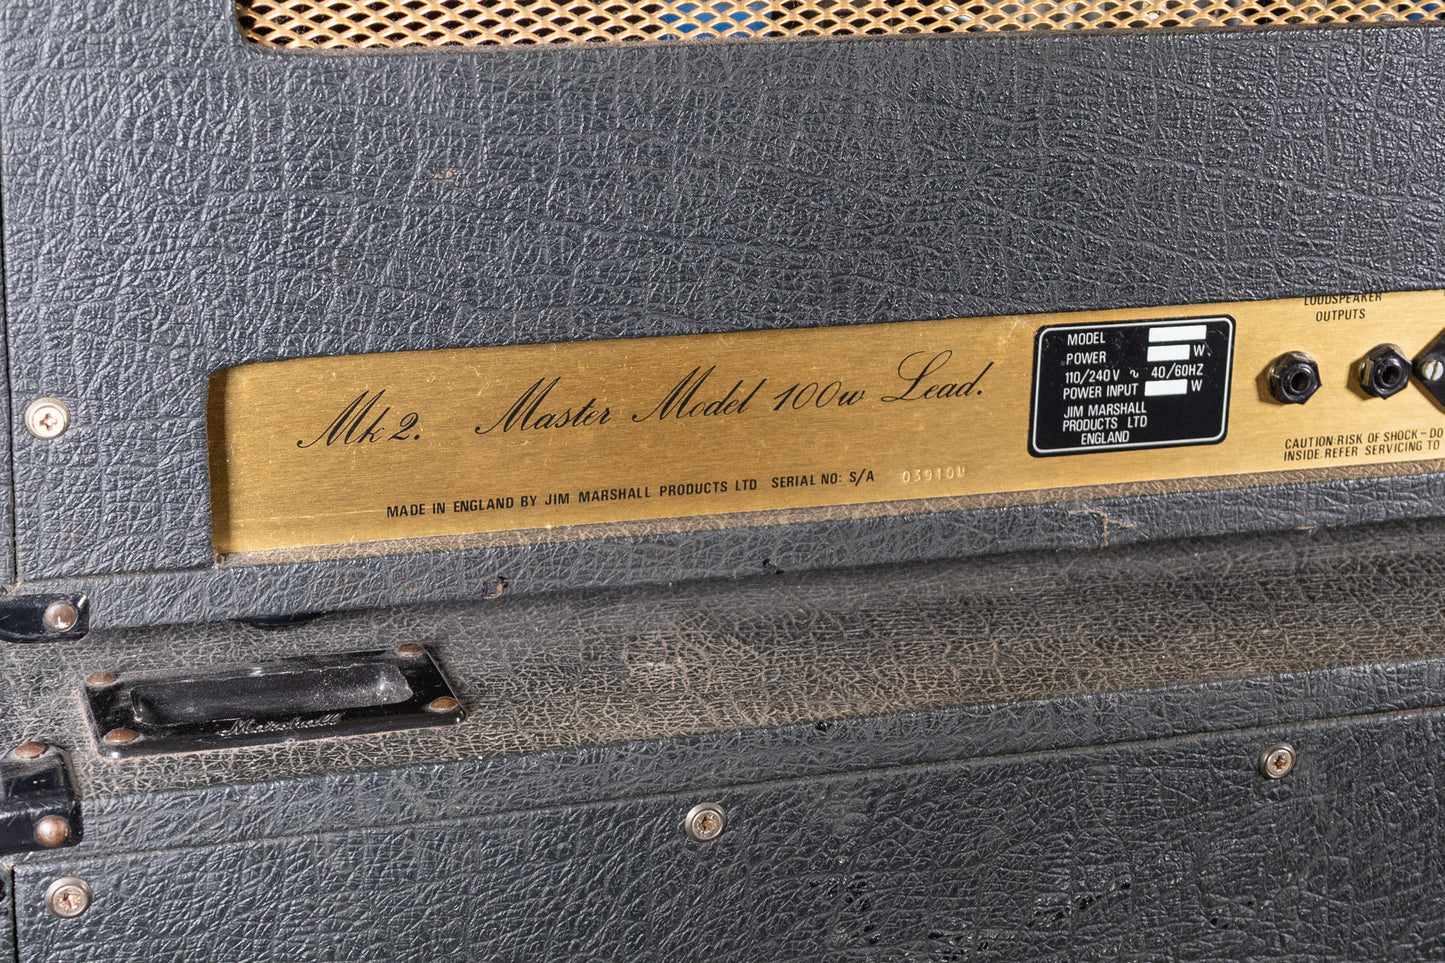 LOUDSPEAKER
OUTPUTS
Mk 2. Master Model 100w Lead.
MODEL
POWER W
110/240V ~ 40/60HZ
POWER INPUT W
JIM MARSHALL
PRODUCTS LTD
ENGLAND
CAUTION:RISK OF SHOCK–DO
INSIDE.REFER SERVICING TO
MADE IN ENGLAND BY JIM MARSHALL PRODUCTS LTD SERIAL NO: S/A 03910M
Marshall